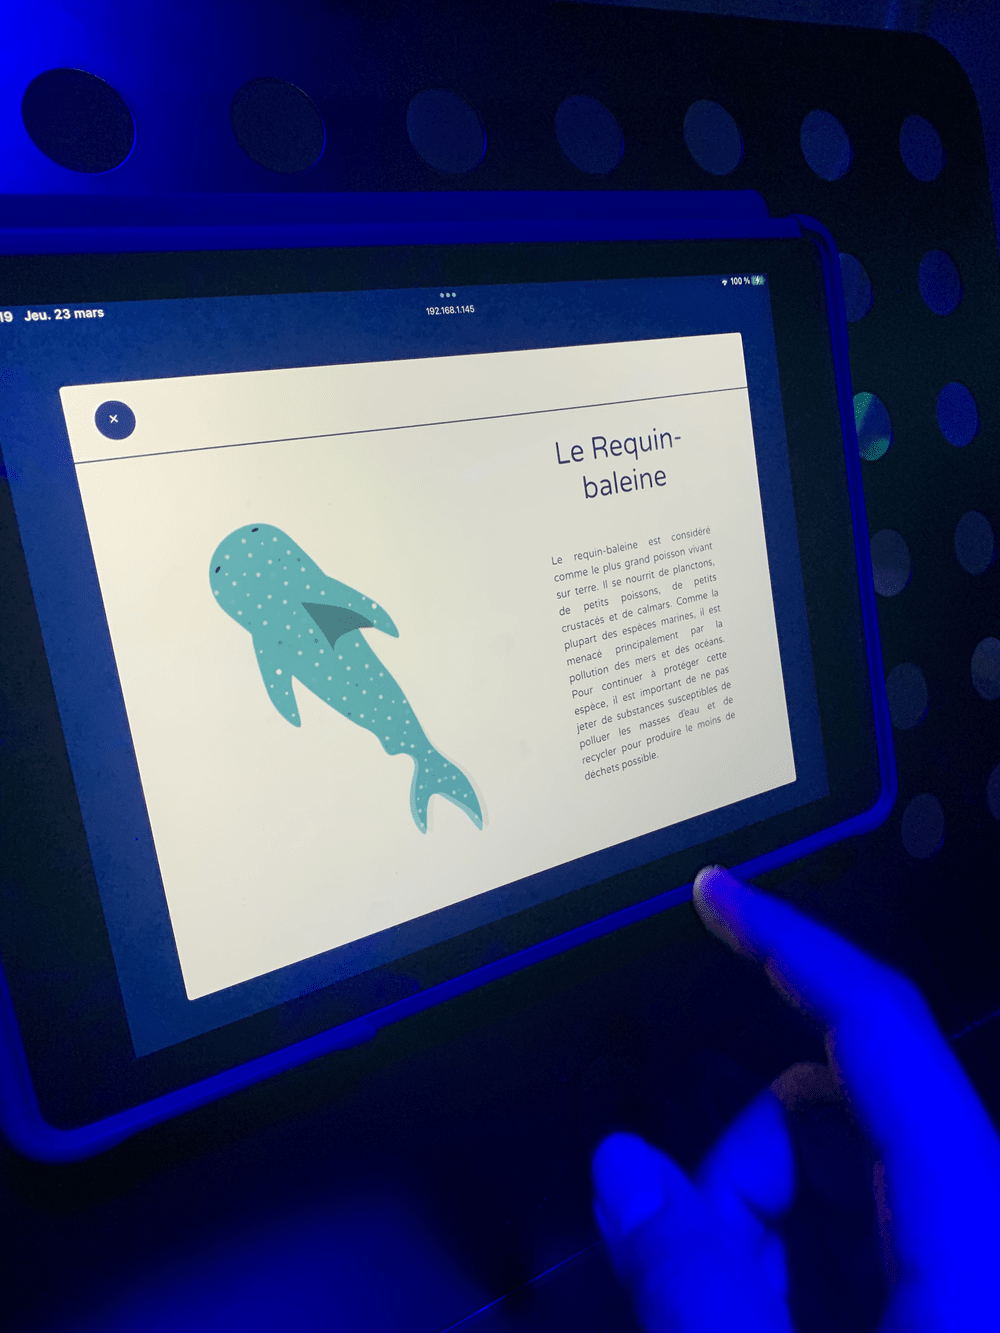 19 Jeu. 23 mars
192.168.1.145
100 %
×
Le Requin-
baleine
Le requin-baleine est considéré
comme le plus grand poisson vivant
sur terre. Il se nourrit de planctons,
de petits poissons, de petits
crustacés et de calmars. Comme la
plupart des espèces marines, il est
menacé principalement par la
pollution des mers et des océans.
Pour continuer à protéger cette
espèce, il est important de ne pas
jeter de substances susceptibles de
polluer les masses d'eau et de
recycler pour produire le moins de
déchets possible.